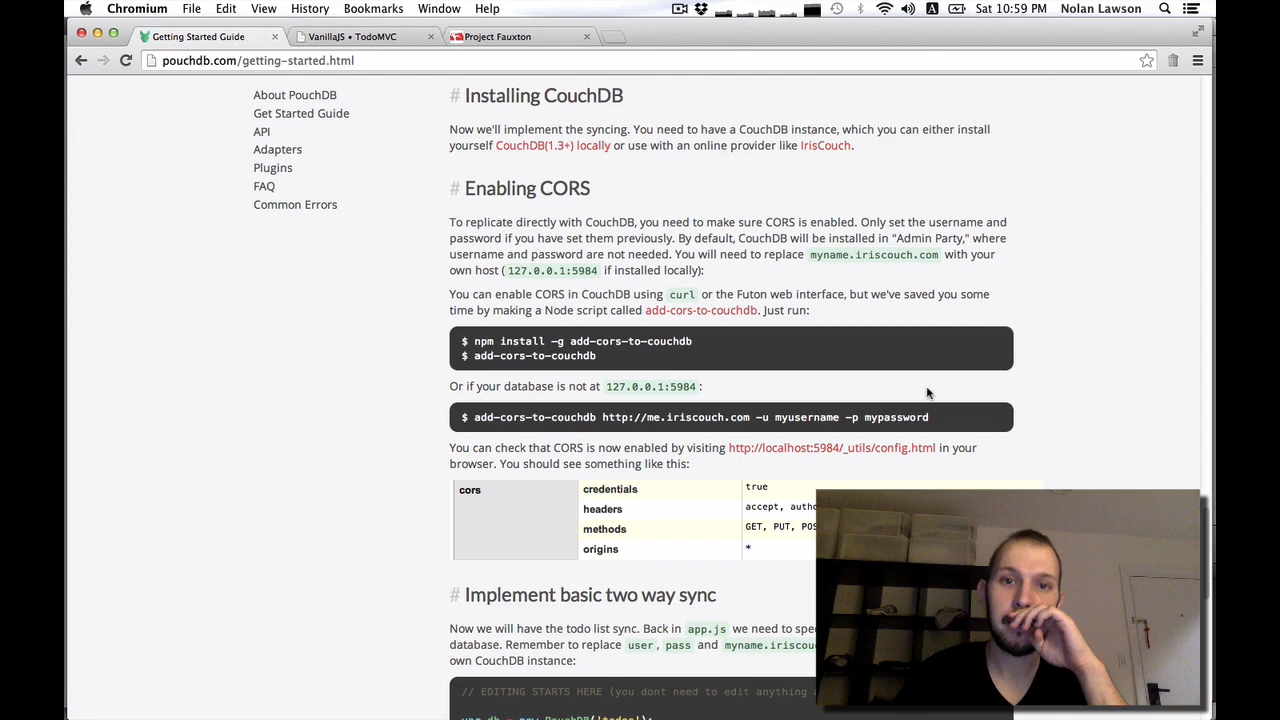 Chromium File Edit View History Bookmarks Window Help Sat 10:59 PM Nolan Lawson
Getting Started Guide VanillaJS • TodoMVC Project Fauxton
pouchdb.com/getting-started.html
About PouchDB
Get Started Guide
API
Adapters
Plugins
FAQ
Common Errors
# Installing CouchDB
Now we'll implement the syncing. You need to have a CouchDB instance, which you can either install
yourself CouchDB(1.3+) locally or use with an online provider like IrisCouch.
# Enabling CORS
To replicate directly with CouchDB, you need to make sure CORS is enabled. Only set the username and
password if you have set them previously. By default, CouchDB will be installed in "Admin Party," where
username and password are not needed. You will need to replace myname.iriscouch.com with your
own host ( 127.0.0.1:5984 if installed locally):
You can enable CORS in CouchDB using curl or the Futon web interface, but we've saved you some
time by making a Node script called add-cors-to-couchdb. Just run:
$ npm install -g add-cors-to-couchdb
$ add-cors-to-couchdb
Or if your database is not at 127.0.0.1:5984 :
$ add-cors-to-couchdb http://me.iriscouch.com -u myusername -p mypassword
You can check that CORS is now enabled by visiting http://localhost:5984/_utils/config.html in your
browser. You should see something like this:
cors credentials true
headers accept,
methods GET, PUT,
origins *
# Implement basic two way sync
Now we will have the todo list sync. Back in app.js we need to
database. Remember to replace user , pass and
own CouchDB instance:
// EDITING STARTS HERE (you dont need to edit anything
var db = new PouchDB('todos');